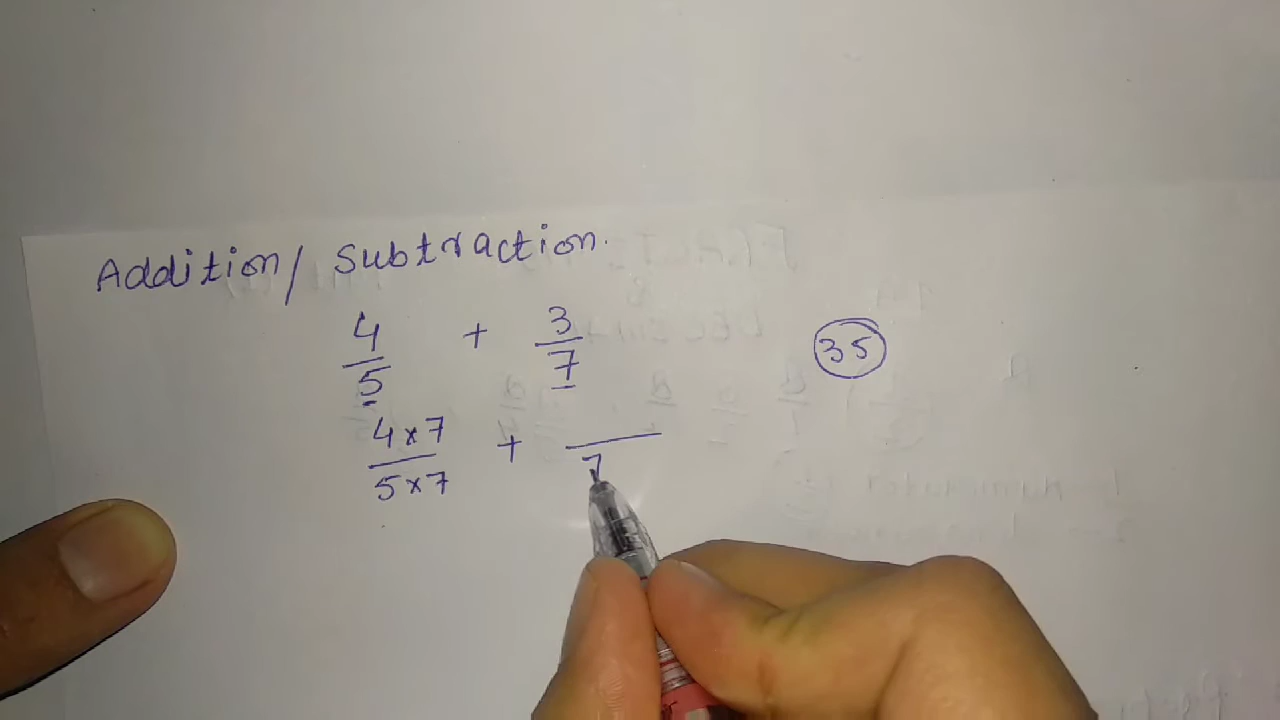 Addition/ Subtraction.
4/5 + 3/7 35
4×7/5×7 + /7